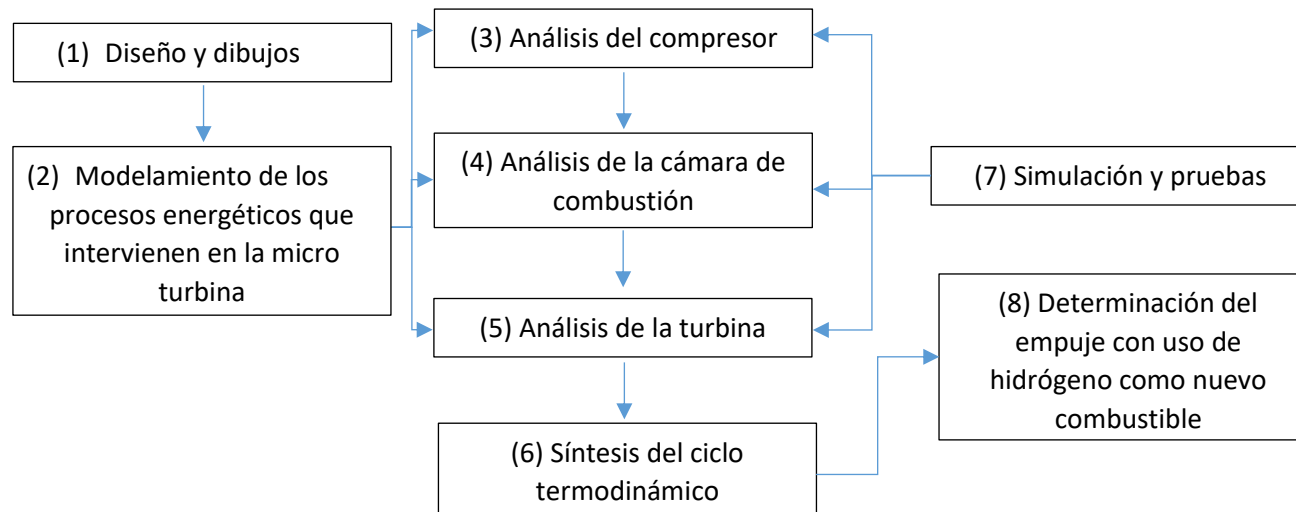 (1) Diseño y dibujos
(2) Modelamiento de los
procesos energéticos que
intervienen en la micro
turbina
(3) Análisis del compresor
(4) Análisis de la cámara de
combustión
(5) Análisis de la turbina
(6) Síntesis del ciclo
termodinámico
(7) Simulación y pruebas
(8) Determinación del
empuje con uso de
hidrógeno como nuevo
combustible